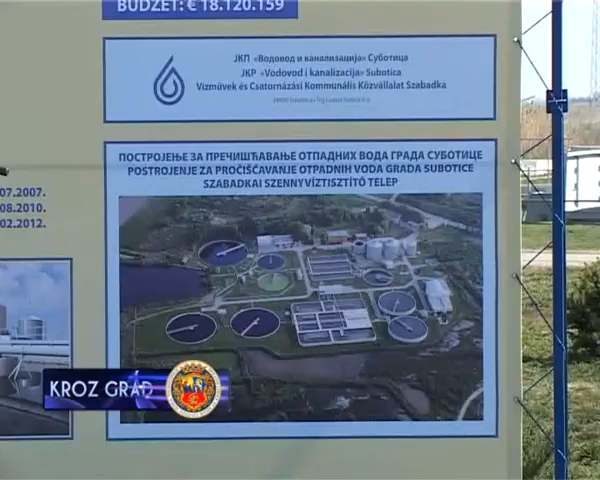 BUDŽET: € 18.120.159
ЈКП «Водовод и канализација» Суботица
JKP «Vodovod i kanalizacija» Subotica
Vízművek és Csatornázási Kommunális Közvállalat Szabadka
ПОСТРОЈЕЊЕ ЗА ПРЕЧИШЋАВАЊЕ ОТПАДНИХ ВОДА ГРАДА СУБОТИЦЕ
POSTROJENJE ZA PROČIŠĆAVANJE OTPADNIH VODA GRADA SUBOTICE
SZABADKAI SZENNYVÍZTISZTÍTÓ TELEP
07.2007.
08.2010.
02.2012.
KROZ GRAD